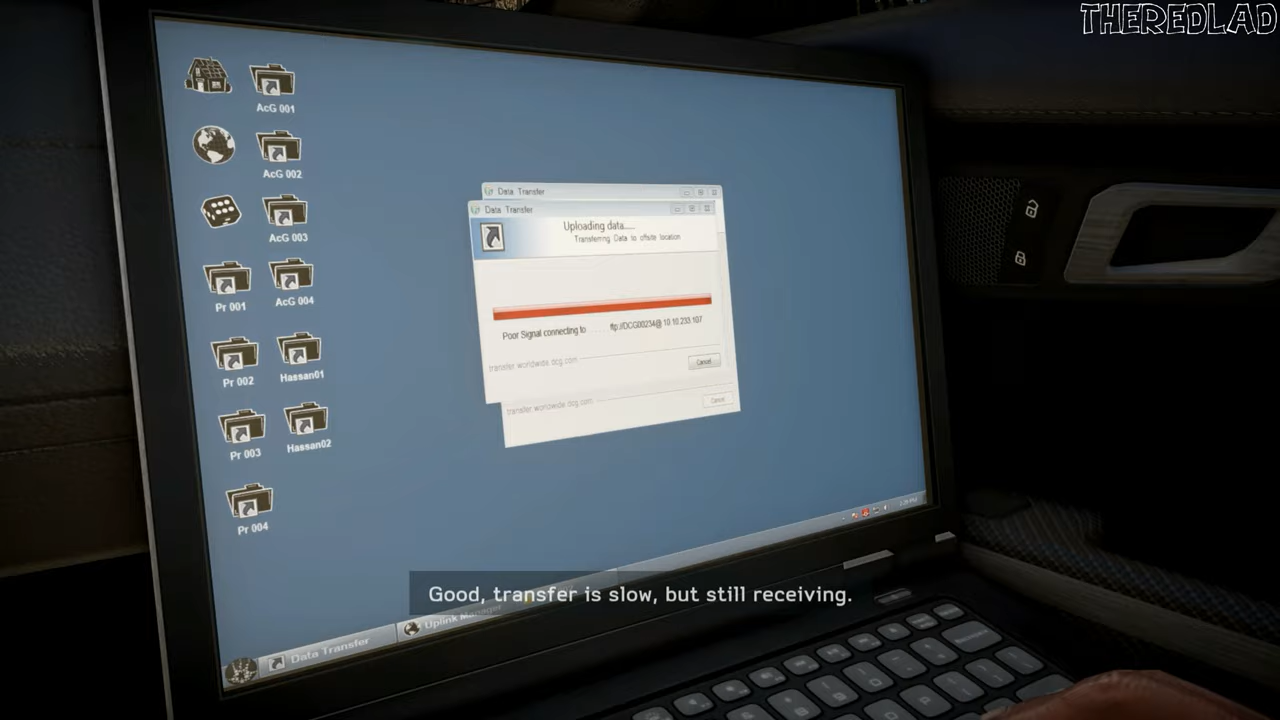 THEREDLAD
AcG 001
AcG 002
AcG 003
Pr 001
AcG 004
Pr 002
Hassan01
Pr 003
Hassan02
Pr 004
Data Transfer
Data Transfer
Uploading data.....
Transferring Data to offsite location
Poor Signal connecting to ..... ftp://DCG00234@ 10.10.233.107
transfer.worldwide.dcg.com
Cancel
transfer.worldwide.dcg.com
Cancel
Good, transfer is slow, but still receiving.
Data Transfer
Uplink Manager